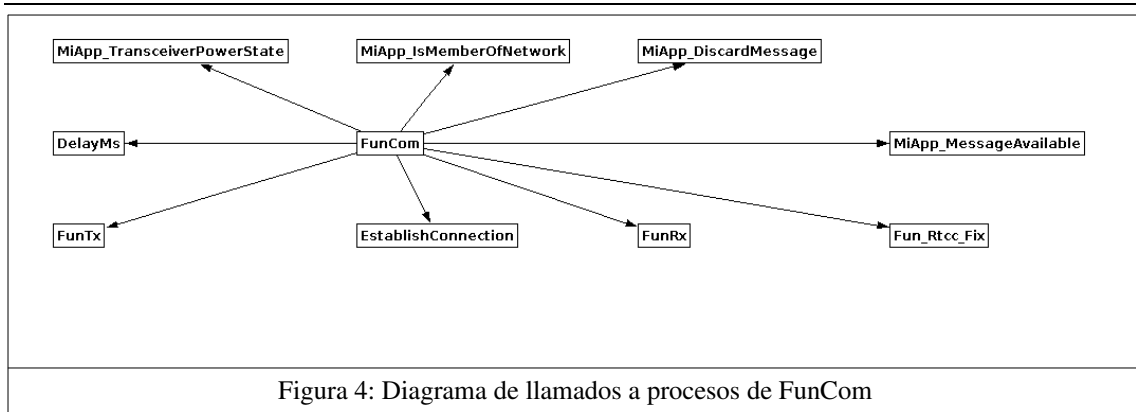 MiApp_TransceiverPowerState
MiApp_IsMemberOfNetwork
MiApp_DiscardMessage
DelayMs
FunCom
MiApp_MessageAvailable
FunTx
EstablishConnection
FunRx
Fun_Rtcc_Fix
Figura 4: Diagrama de llamados a procesos de FunCom